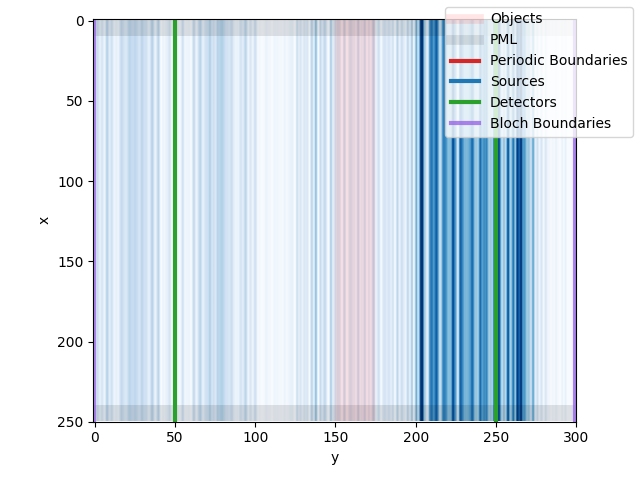 Objects
PML
Periodic Boundaries
Sources
Detectors
Bloch Boundaries
0
50
100
150
200
250
x
0
50
100
150
200
250
300
y